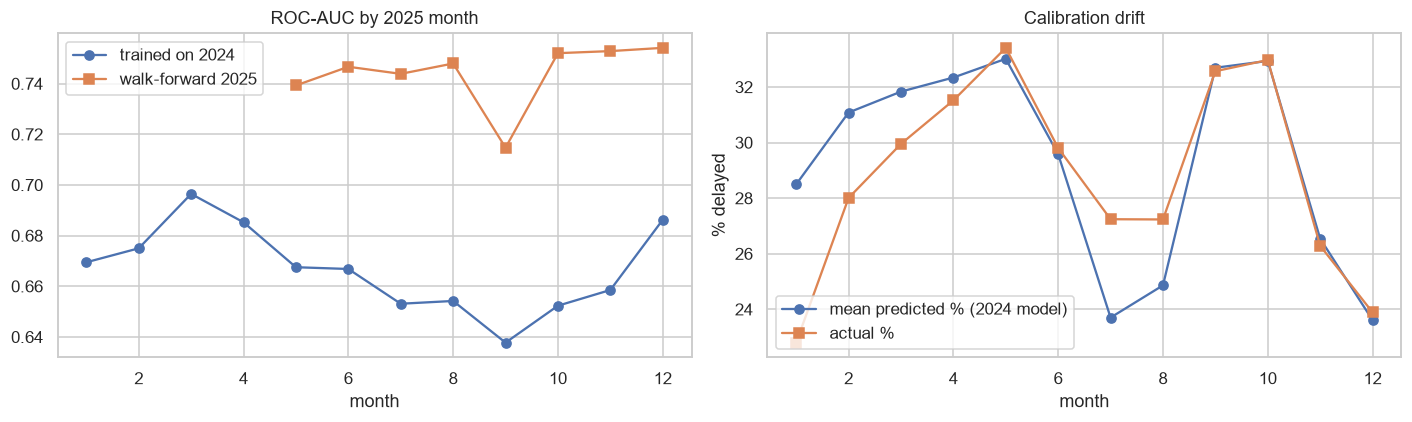 ROC-AUC by 2025 month
trained on 2024
walk-forward 2025
0.74
0.72
0.70
0.68
0.66
0.64
2 4 6 8 10 12
month
Calibration drift
% delayed
32
30
28
26
24
mean predicted % (2024 model)
actual %
2 4 6 8 10 12
month